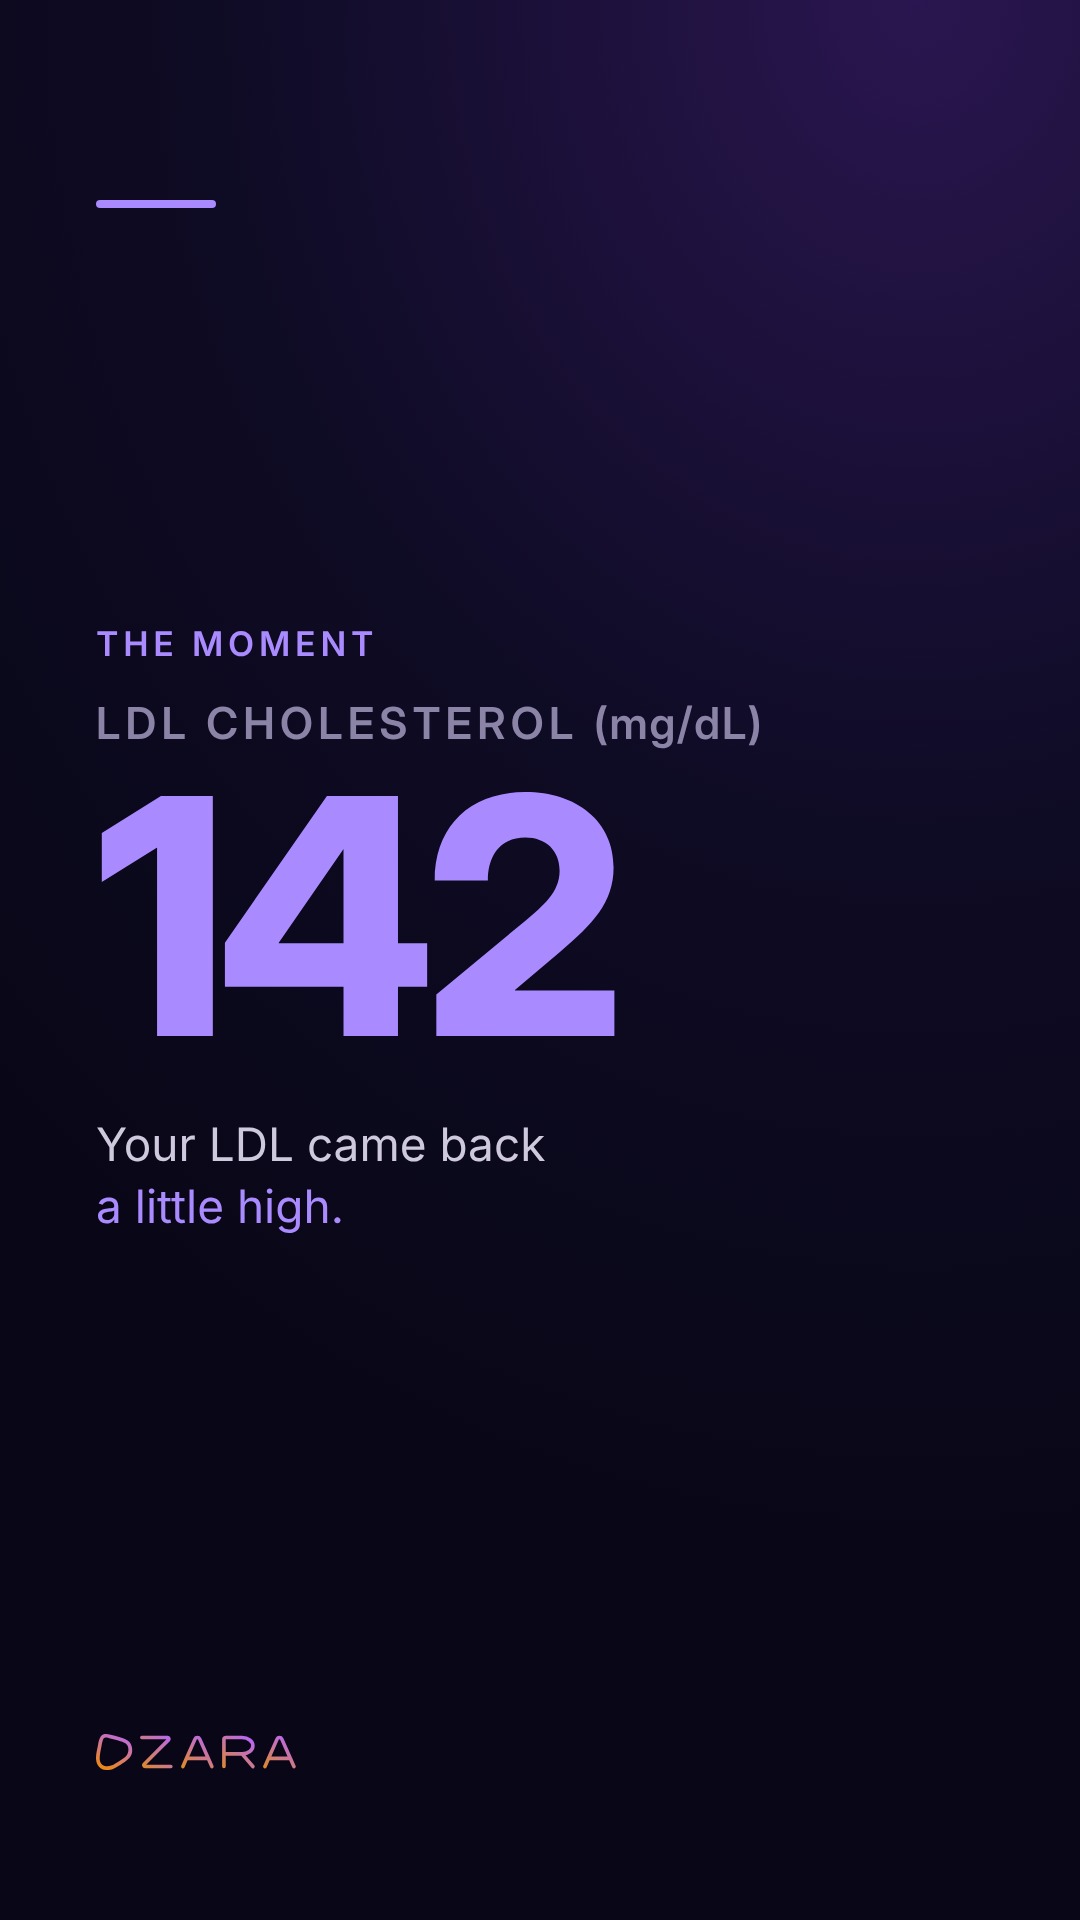 THE MOMENT
LDL CHOLESTEROL (mg/dL)
142
Your LDL came back
a little high.
OZARA